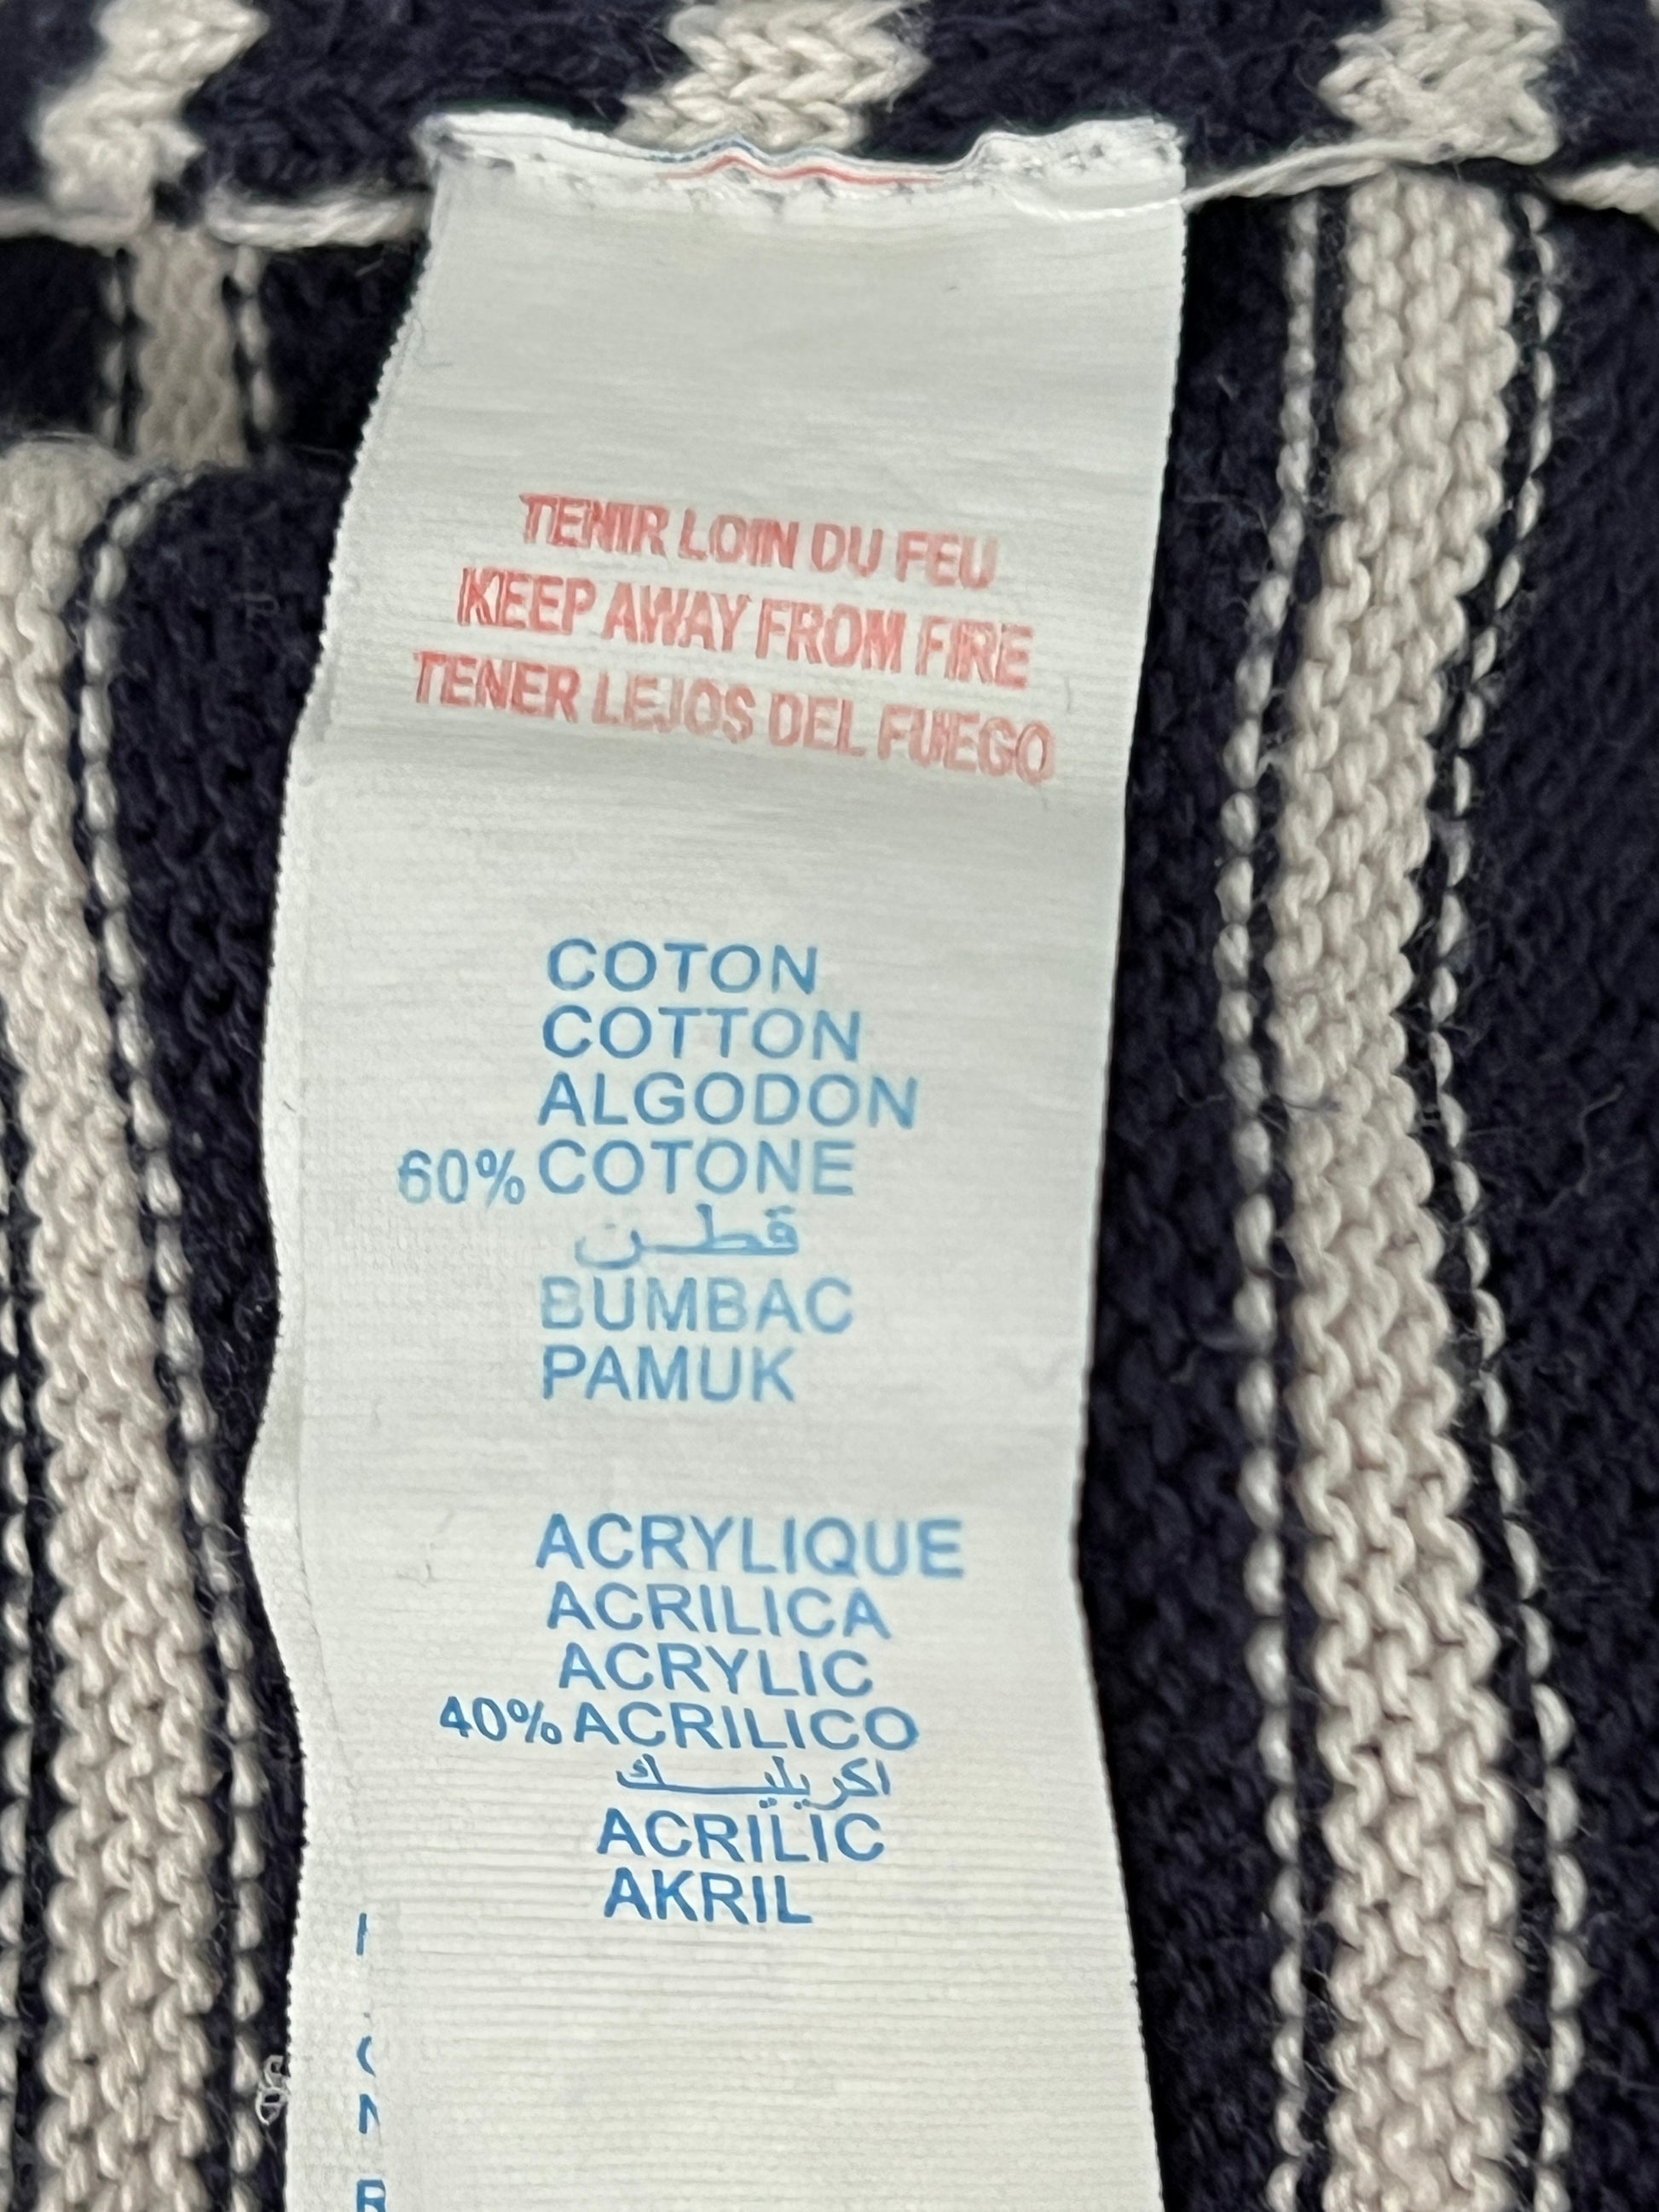 TENIR LOIN DU FEU
KEEP AWAY FROM FIRE
TENER LEJOS DEL FUEGO
COTON
COTTON
ALGODON
60% COTONE
قطن
BUMBAC
PAMUK
ACRYLIQUE
ACRILICA
ACRYLIC
40% ACRILICO
اكريليك
ACRILIC
AKRIL